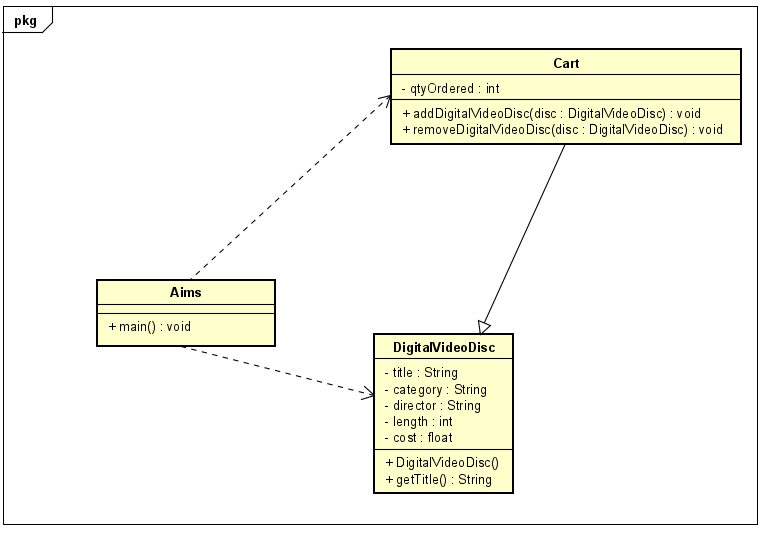 pkg
Cart
- qtyOrdered : int
+ addDigitalVideoDisc(disc : DigitalVideoDisc) : void
+ removeDigitalVideoDisc(disc : DigitalVideoDisc) : void
Aims
+ main() : void
DigitalVideoDisc
- title : String
- category : String
- director : String
- length : int
- cost : float
+ DigitalVideoDisc()
+ getTitle() : String